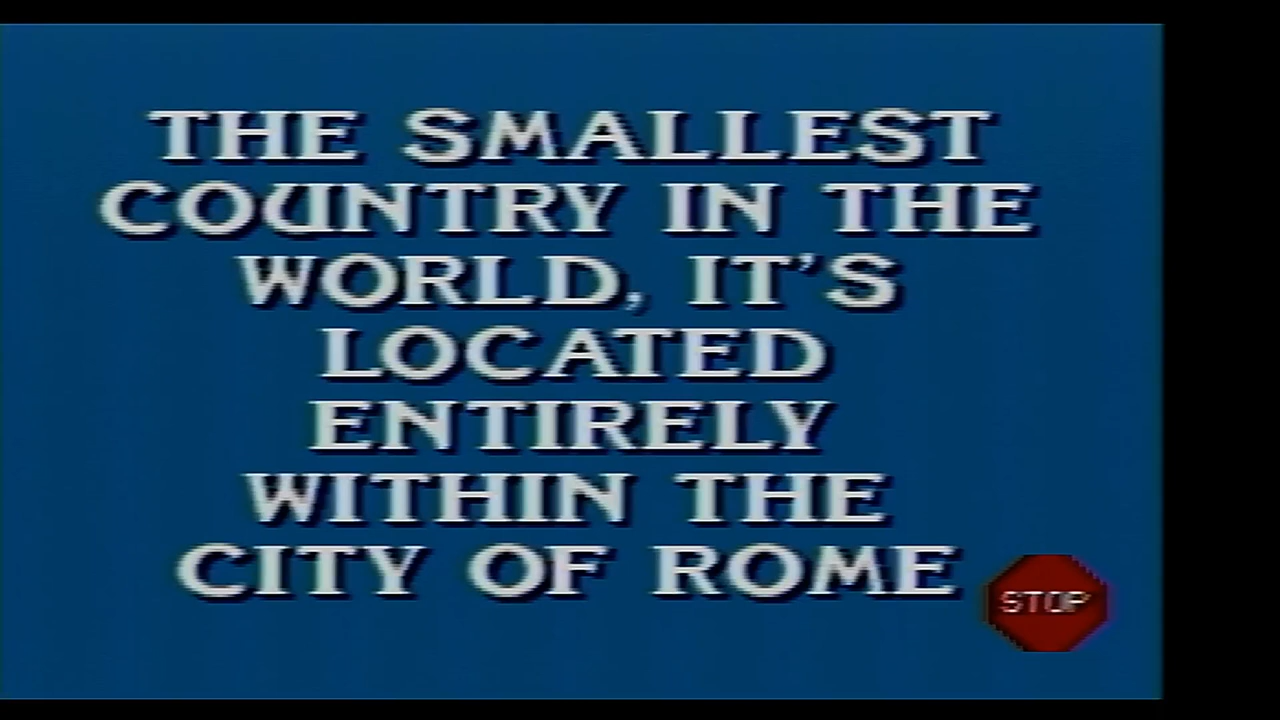 THE SMALLEST
COUNTRY IN THE
WORLD, IT'S
LOCATED
ENTIRELY
WITHIN THE
CITY OF ROME
STOP